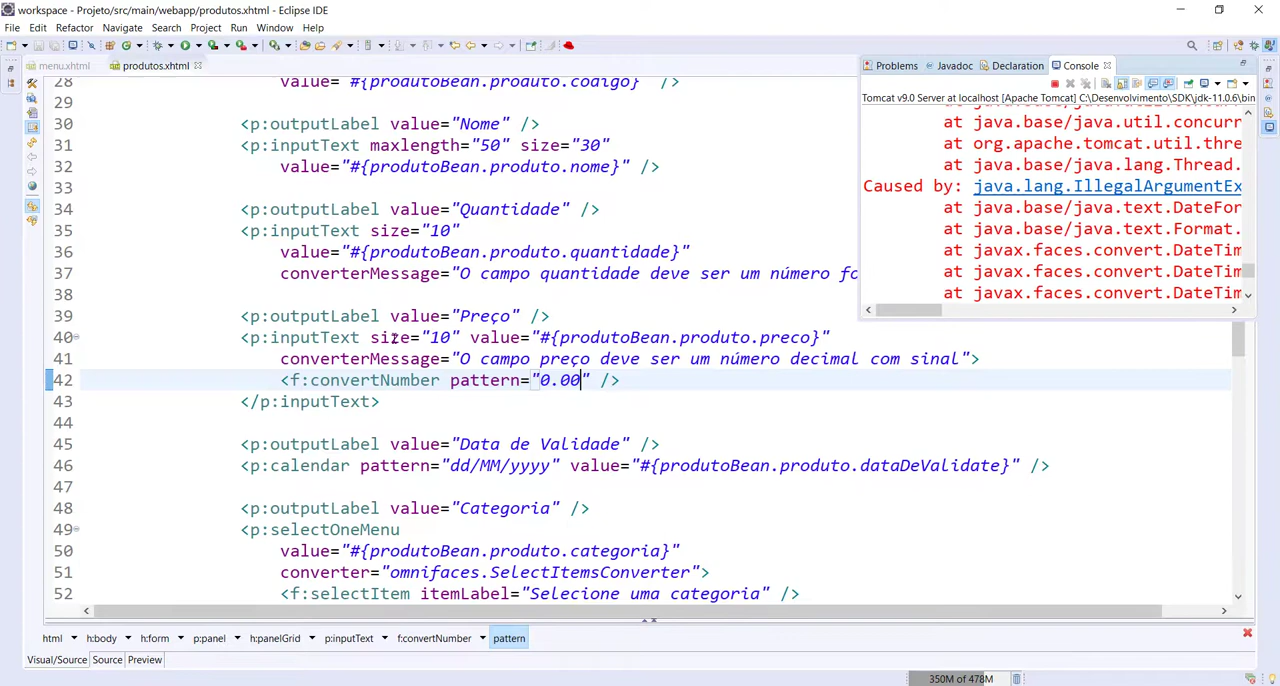 workspace - Projeto/src/main/webapp/produtos.xhtml - Eclipse IDE
File Edit Refactor Navigate Search Project Run Window Help
menu.xhtml produtos.xhtml
28 value="#{produtoBean.produto.codigo}" />
29
30 <p:outputLabel value="Nome" />
31 <p:inputText maxlength="50" size="30"
32 value="#{produtoBean.produto.nome}" />
33
34 <p:outputLabel value="Quantidade" />
35 <p:inputText size="10"
36 value="#{produtoBean.produto.quantidade}"
37 converterMessage="O campo quantidade deve ser um número fo
38
39 <p:outputLabel value="Preço" />
40 <p:inputText size="10" value="#{produtoBean.produto.preco}"
41 converterMessage="O campo preço deve ser um número decimal com sinal">
42 <f:convertNumber pattern="0.00" />
43 </p:inputText>
44
45 <p:outputLabel value="Data de Validade" />
46 <p:calendar pattern="dd/MM/yyyy" value="#{produtoBean.produto.dataDeValidate}" />
47
48 <p:outputLabel value="Categoria" />
49 <p:selectOneMenu
50 value="#{produtoBean.produto.categoria}"
51 converter="omnifaces.SelectItemsConverter">
52 <f:selectItem itemLabel="Selecione uma categoria" />
Problems Javadoc Declaration Console
Tomcat v9.0 Server at localhost [Apache Tomcat] C:\Desenvolvimento\SDK\jdk-11.0.6\bin
at java.base/java.util.concurr
at org.apache.tomcat.util.thre
at java.base/java.lang.Thread.
Caused by: java.lang.IllegalArgumentEx
at java.base/java.text.DateFor
at java.base/java.text.Format.
at javax.faces.convert.DateTim
at javax.faces.convert.DateTim
at javax.faces.convert.DateTim
html h:body h:form p:panel h:panelGrid p:inputText f:convertNumber pattern
Visual/Source Source Preview
350M of 478M